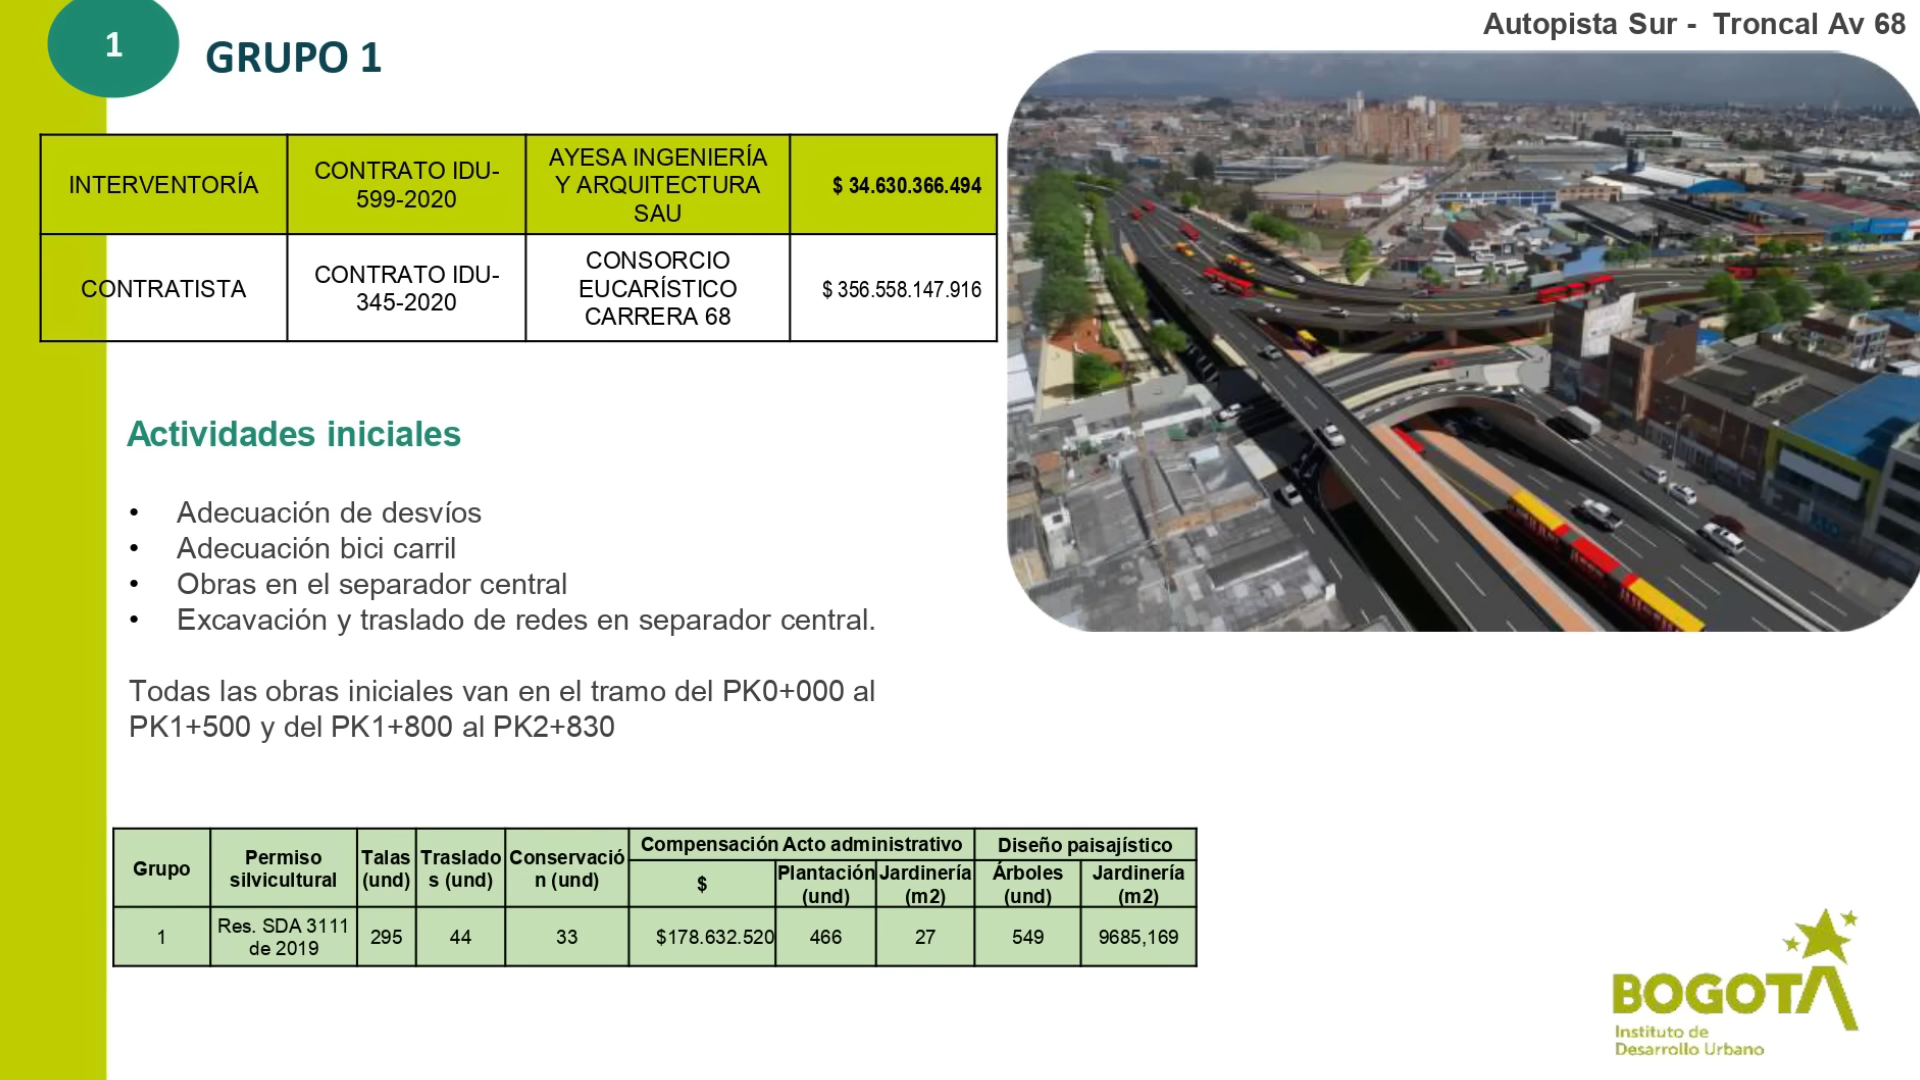 Autopista Sur - Troncal Av 68
1
GRUPO 1
INTERVENTORÍA
CONTRATO IDU-
599-2020
AYESA INGENIERÍA
Y ARQUITECTURA
SAU
$ 34.630.366.494
CONTRATISTA
CONTRATO IDU-
345-2020
CONSORCIO
EUCARÍSTICO
CARRERA 68
$ 356.558.147.916
Actividades iniciales
• Adecuación de desvíos
• Adecuación bici carril
• Obras en el separador central
• Excavación y traslado de redes en separador central.
Todas las obras iniciales van en el tramo del PK0+000 al
PK1+500 y del PK1+800 al PK2+830
Grupo
Permiso
silvicultural
Talas
(und)
Traslado
s (und)
Conservació
n (und)
Compensación Acto administrativo
Diseño paisajístico
$
Plantación
(und)
Jardinería
(m2)
Árboles
(und)
Jardinería
(m2)
1
Res. SDA 3111
de 2019
295
44
33
$178.632.520
466
27
549
9685,169
BOGOTA
Instituto de
Desarrollo Urbano